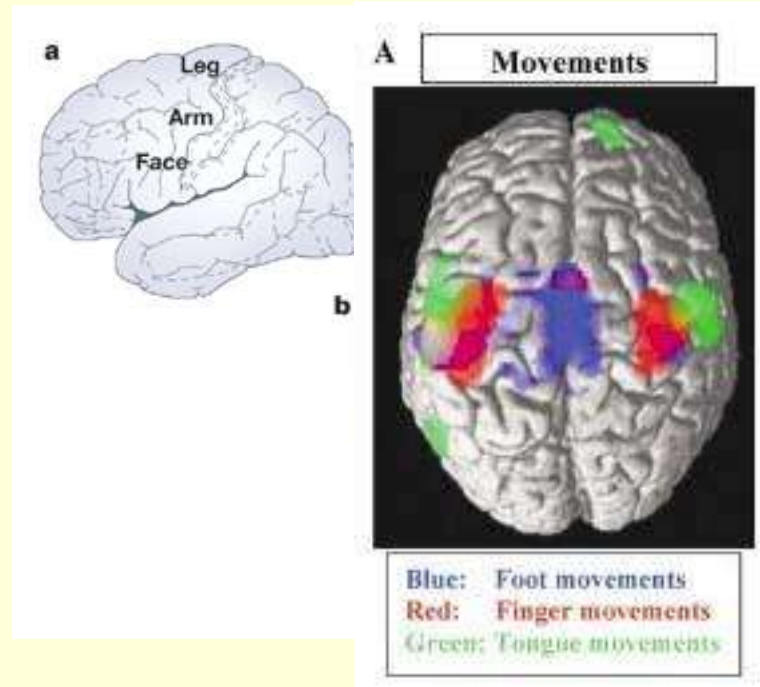 a
Leg
Arm
Face
b
A
Movements
Blue: Foot movements
Red: Finger movements
Green: Tongue movements